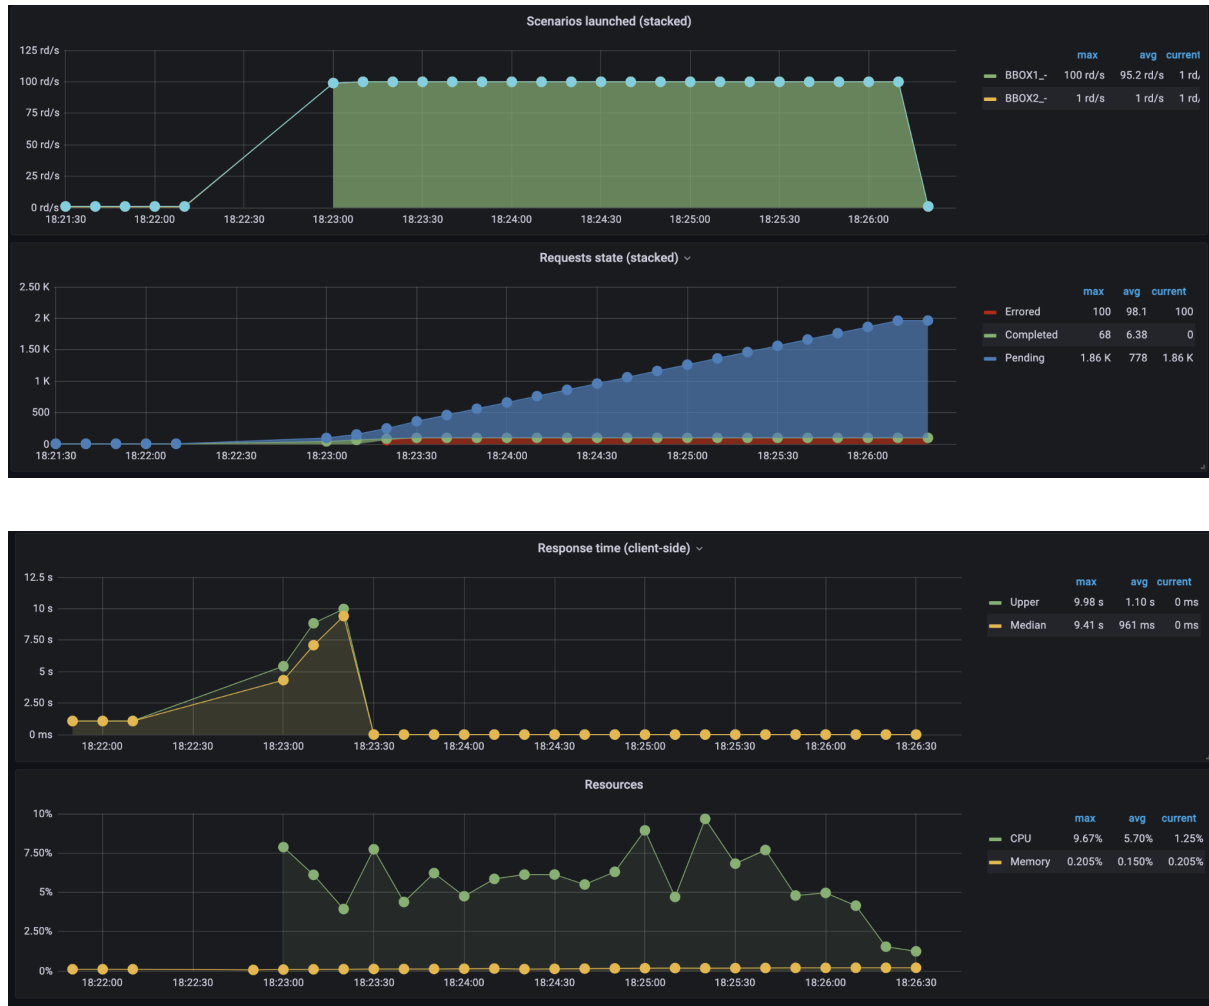 Scenarios launched (stacked)
125 rd/s
100 rd/s
75 rd/s
50 rd/s
25 rd/s
0 rd/s
18:21:30 18:22:00 18:22:30 18:23:00 18:23:30 18:24:00 18:24:30 18:25:00 18:25:30 18:26:00
max avg current
BBOX1_- 100 rd/s 95.2 rd/s 1 rd/
BBOX2_- 1 rd/s 1 rd/s 1 rd/
Requests state (stacked)
2.50 K
2 K
1.50 K
1 K
500
0
18:21:30 18:22:00 18:22:30 18:23:00 18:23:30 18:24:00 18:24:30 18:25:00 18:25:30 18:26:00
max avg current
Errored 100 98.1 100
Completed 68 6.38 0
Pending 1.86 K 778 1.86 K
Response time (client-side)
12.5 s
10 s
7.50 s
5 s
2.50 s
0 ms
18:22:00 18:22:30 18:23:00 18:23:30 18:24:00 18:24:30 18:25:00 18:25:30 18:26:00 18:26:30
max avg current
Upper 9.98 s 1.10 s 0 ms
Median 9.41 s 961 ms 0 ms
Resources
10%
7.50%
5%
2.50%
0%
18:22:00 18:22:30 18:23:00 18:23:30 18:24:00 18:24:30 18:25:00 18:25:30 18:26:00 18:26:30
max avg current
CPU 9.67% 5.70% 1.25%
Memory 0.205% 0.150% 0.205%